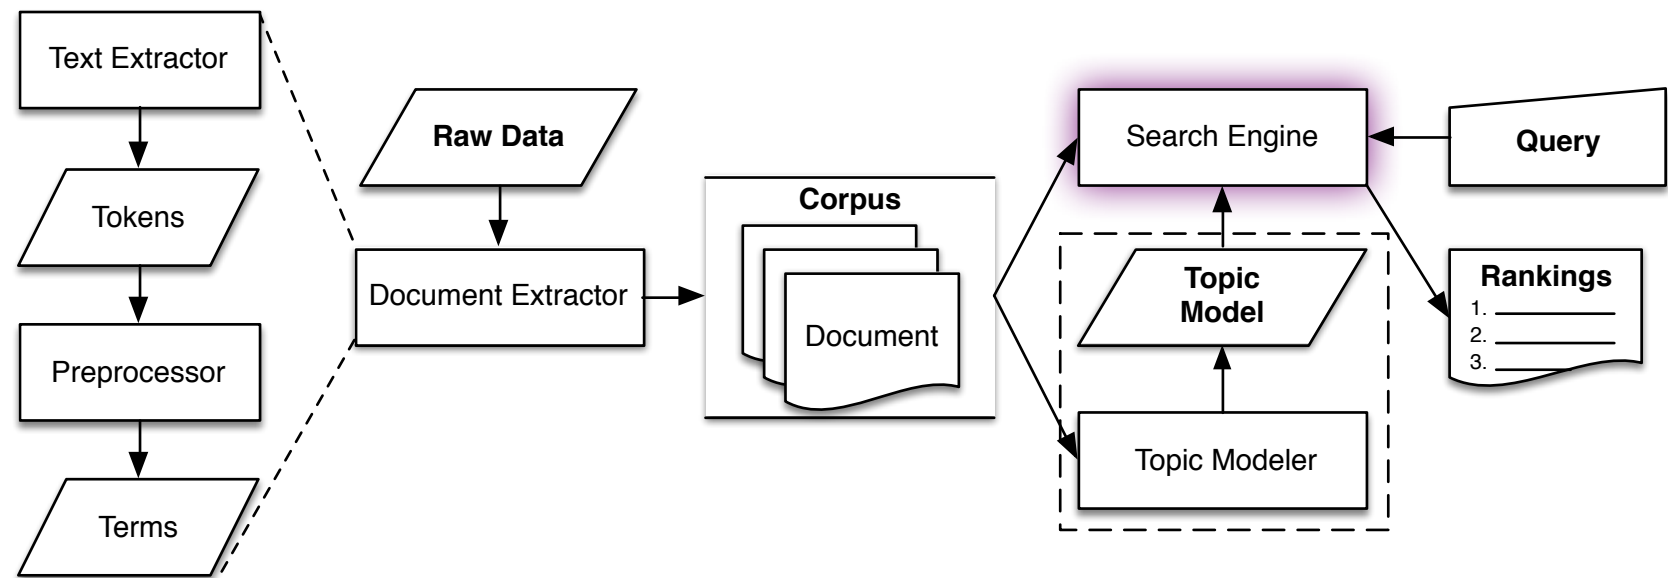 Text Extractor
Tokens
Preprocessor
Terms
Raw Data
Document Extractor
Corpus
Document
Search Engine
Topic
Model
Topic Modeler
Query
Rankings
1.
2.
3.